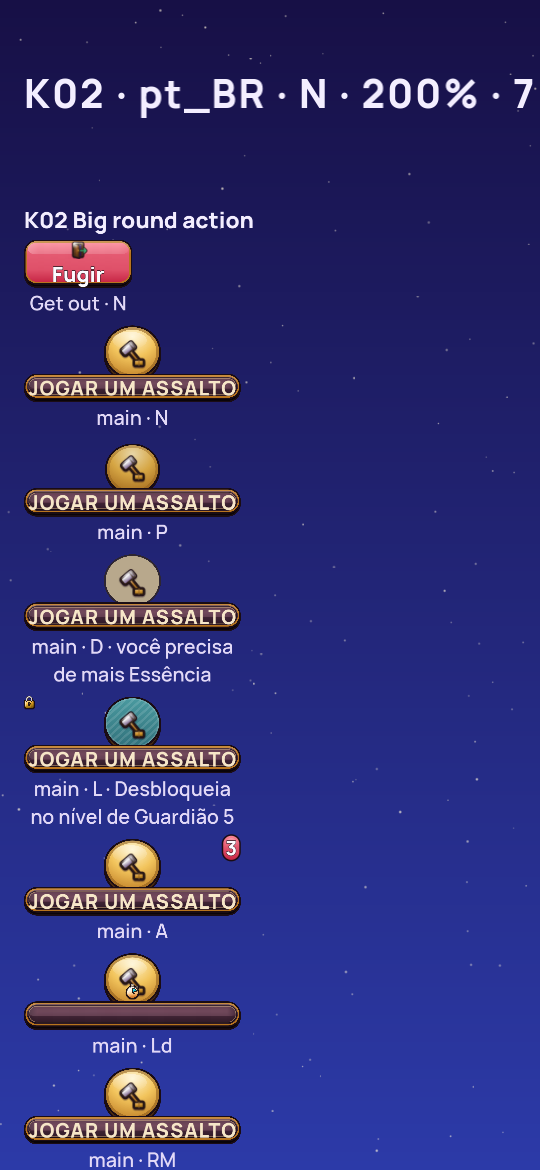 K02 · pt_BR · N · 200% · 7
K02 Big round action
Fugir
Get out · N
JOGAR UM ASSALTO
main · N
JOGAR UM ASSALTO
main · P
JOGAR UM ASSALTO
main · D · você precisa
de mais Essência
JOGAR UM ASSALTO
main · L · Desbloqueia
no nível de Guardião 5
3
JOGAR UM ASSALTO
main · A
main · Ld
JOGAR UM ASSALTO
main · RM